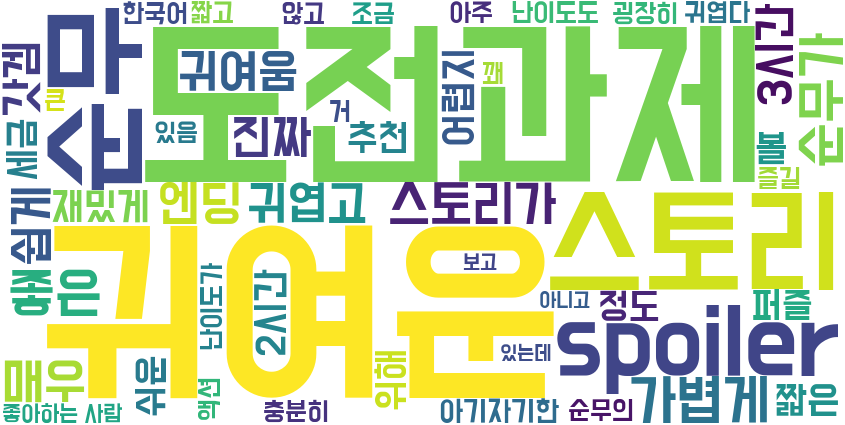 한국어 짧고 않고 조금 아주 난이도도 굉장히 귀엽다
갓겜 큰 순무 도전과제 3시간 순무가
귀여움 거 어렵지 꽤
세금 있음 진짜 추천 볼
즐길
쉽게 재밌게 엔딩 귀엽고 스토리가 스토리
좋은 귀여운 보고
난이도가 2시간 아니고 정도 퍼즐
spoiler
매우 쉬운 위해 있는데
액션
좋아하는 사람 충분히 아기자기한 순무의 가볍게 짧은